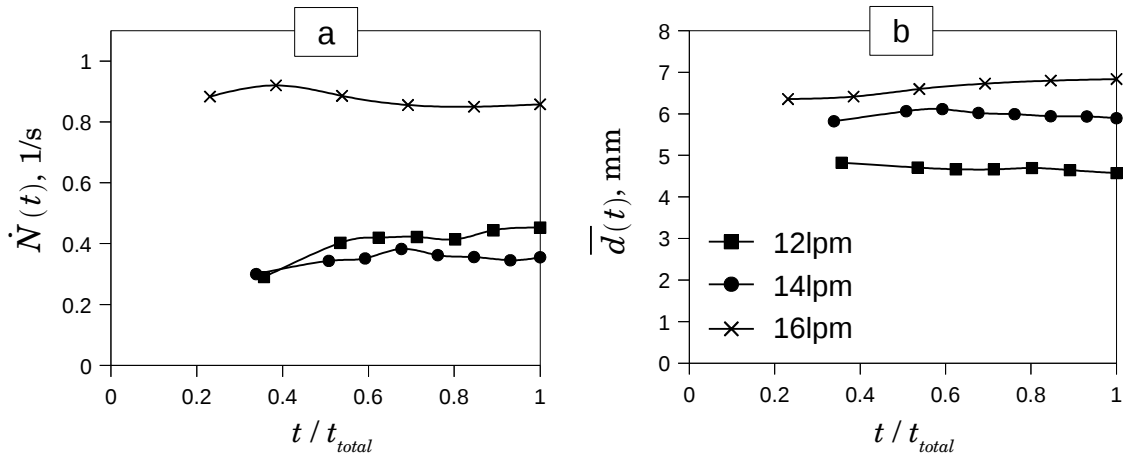 a
1
0.8
0.6
0.4
0.2
0
Ṅ(t), 1/s
0 0.2 0.4 0.6 0.8 1
t / t_total
b
8
7
6
5
4
3
2
1
0
d̅(t), mm
12lpm
14lpm
16lpm
0 0.2 0.4 0.6 0.8 1
t / t_total